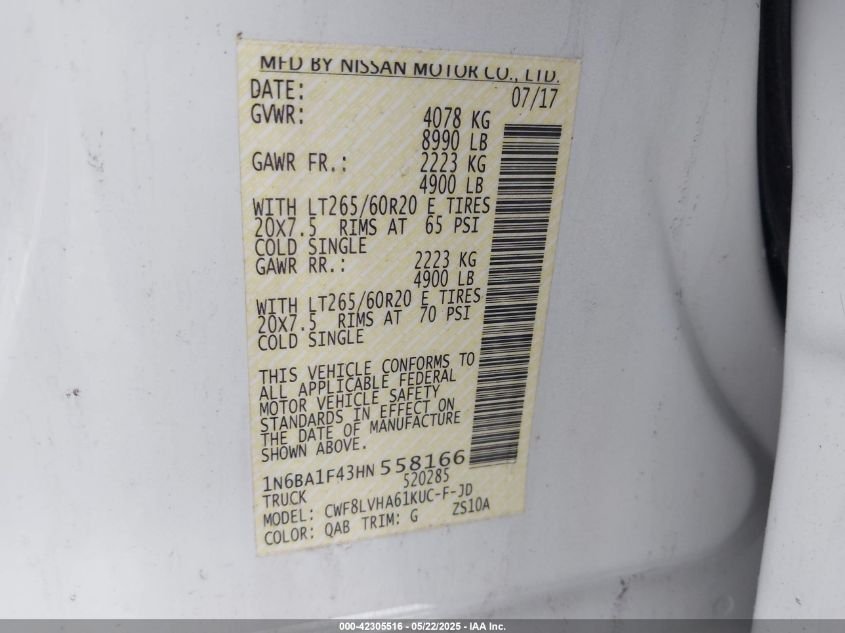 MFD BY NISSAN MOTOR CO., LTD.
DATE: 07/17
GVWR: 4078 KG
8990 LB
GAWR FR.: 2223 KG
4900 LB
WITH LT265/60R20 E TIRES
20X7.5 RIMS AT 65 PSI
COLD SINGLE
GAWR RR.: 2223 KG
4900 LB
WITH LT265/60R20 E TIRES
20X7.5 RIMS AT 70 PSI
COLD SINGLE
THIS VEHICLE CONFORMS TO
ALL APPLICABLE FEDERAL
MOTOR VEHICLE SAFETY
STANDARDS IN EFFECT ON
THE DATE OF MANUFACTURE
SHOWN ABOVE.
1N6BA1F43HN 558166
520285
TRUCK
MODEL: CWF8LVHA61KUC-F-JD
COLOR: QAB TRIM: G ZS10A
000-42305516 - 05/22/2025 - IAA Inc.